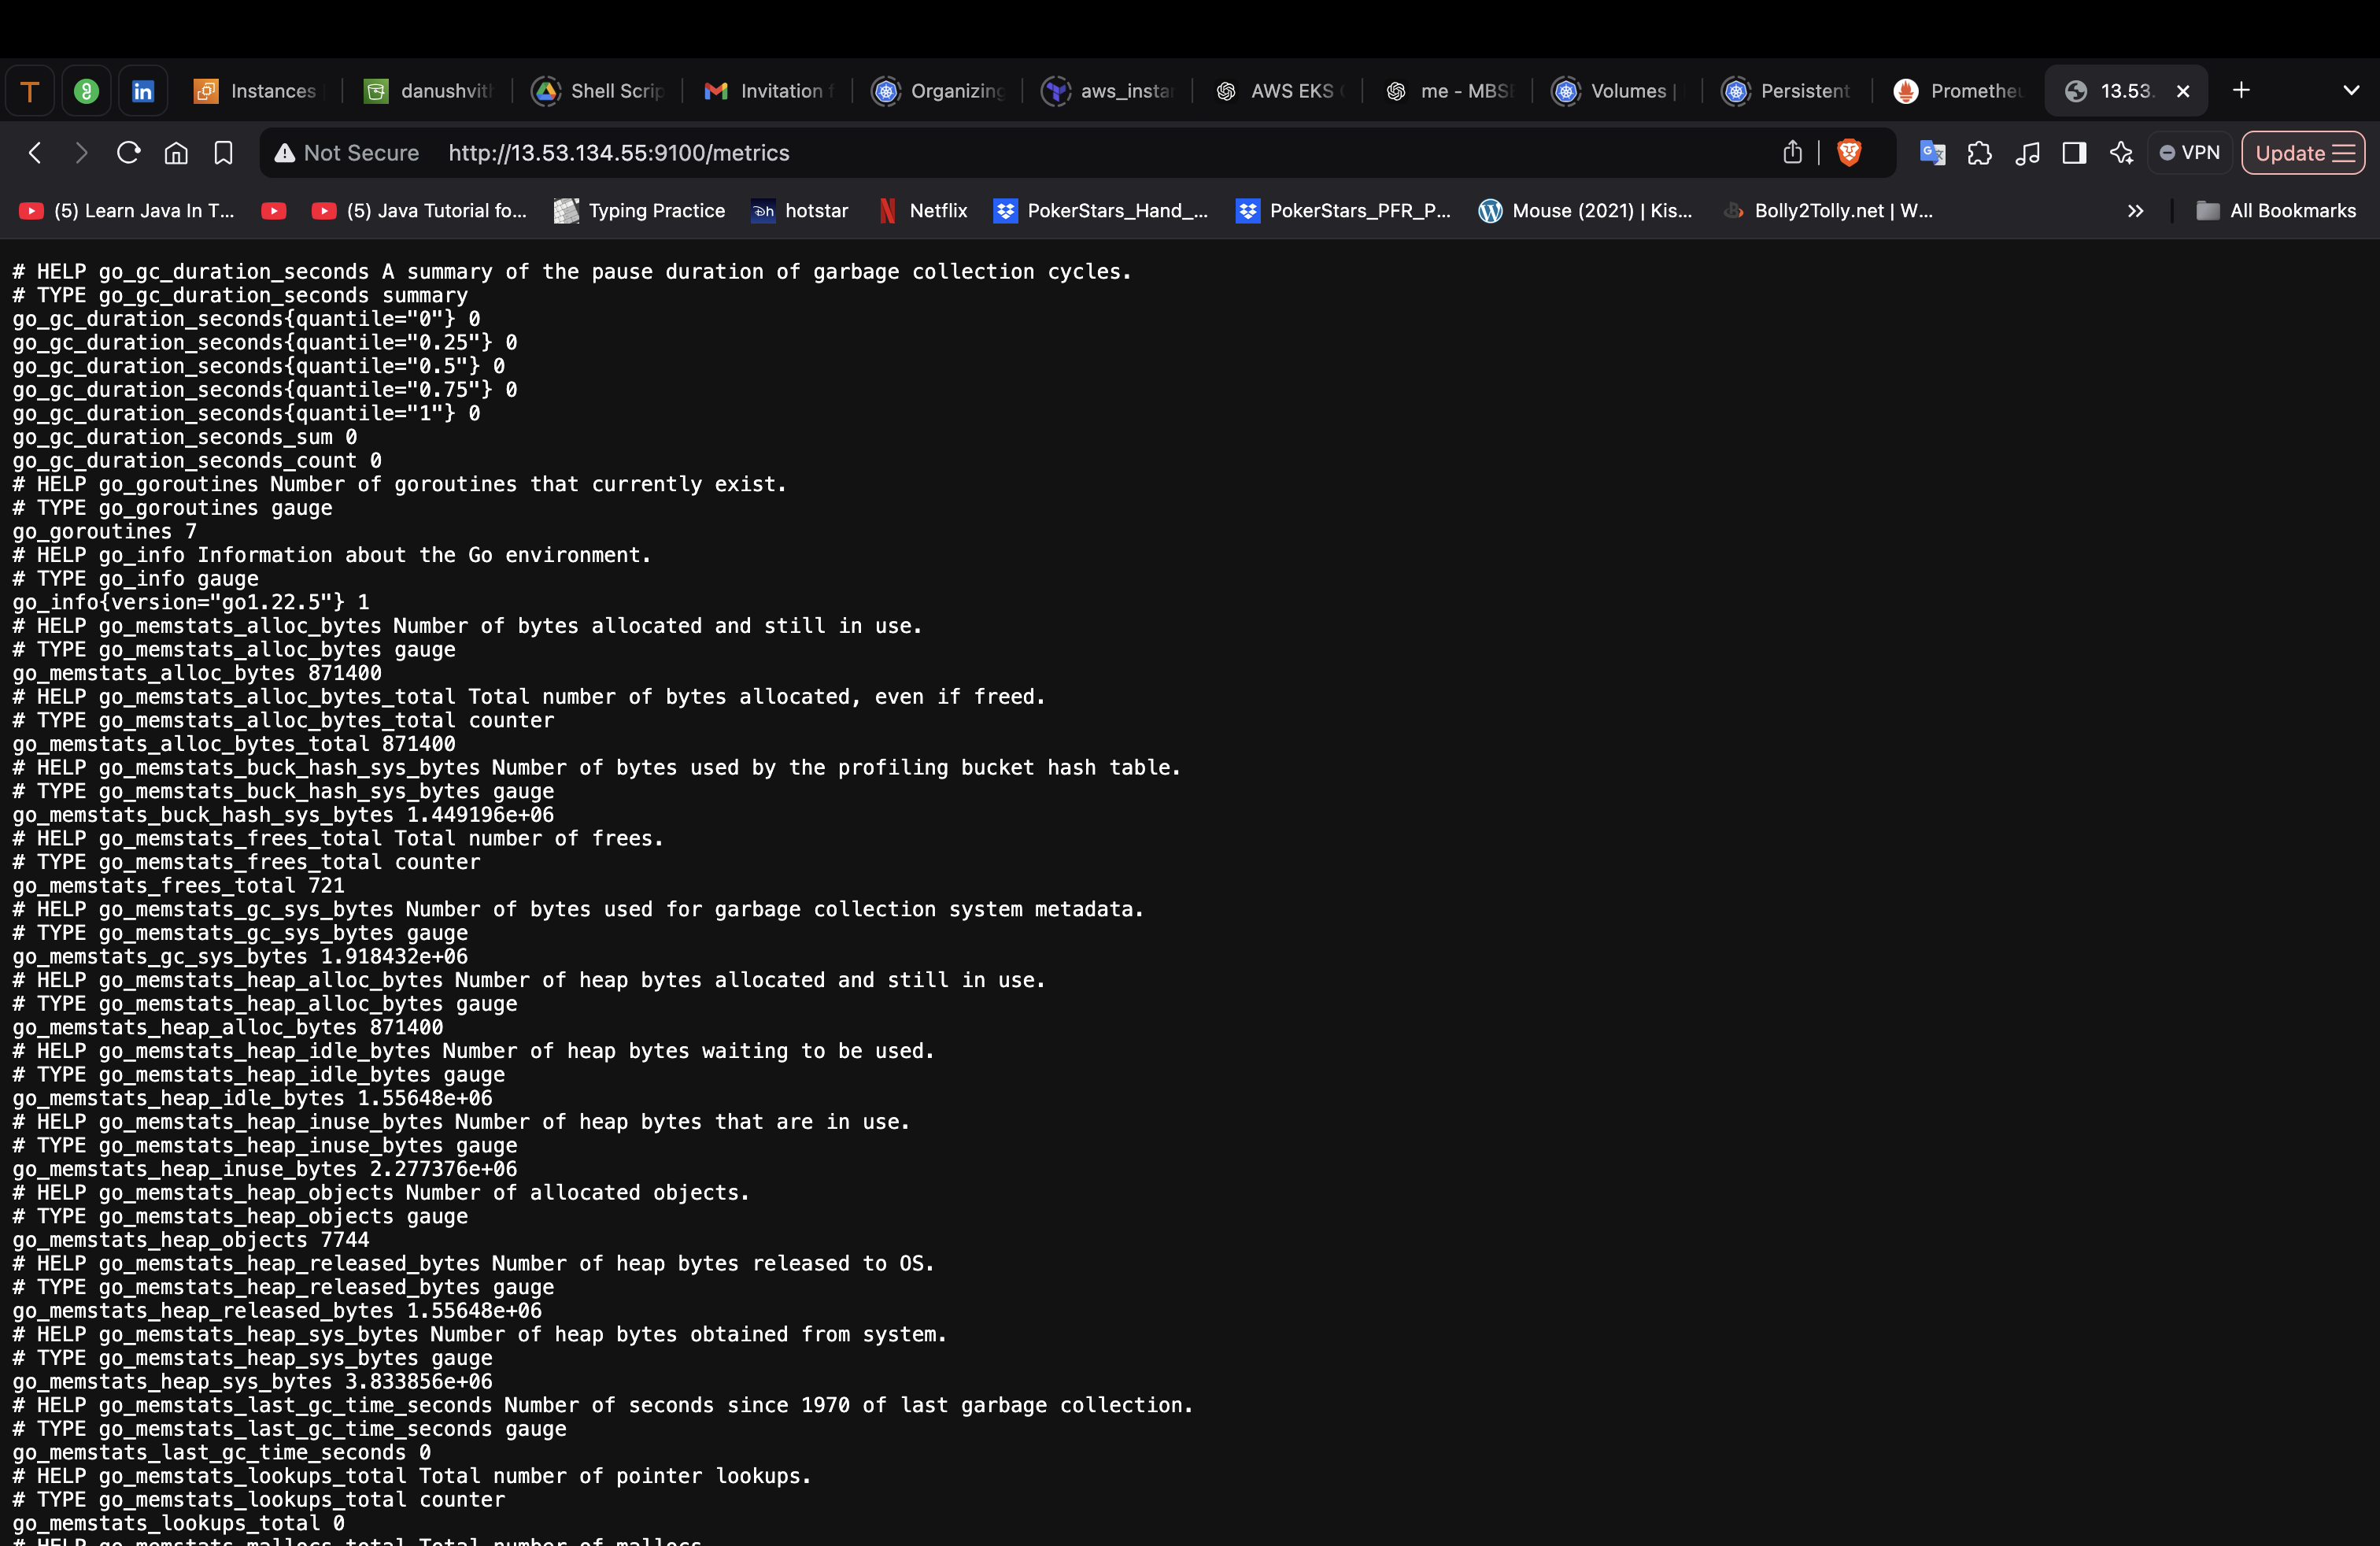 Instances
danushvith
Shell Scrip
Invitation f
Organizing
aws_instan
AWS EKS
me - MBSE
Volumes |
Persistent
Prometheu
13.53.
Not Secure http://13.53.134.55:9100/metrics
VPN
Update
(5) Learn Java In T...
(5) Java Tutorial fo...
Typing Practice
hotstar
Netflix
PokerStars_Hand_...
PokerStars_PFR_P...
Mouse (2021) | Kis...
Bolly2Tolly.net | W...
All Bookmarks
# HELP go_gc_duration_seconds A summary of the pause duration of garbage collection cycles.
# TYPE go_gc_duration_seconds summary
go_gc_duration_seconds{quantile="0"} 0
go_gc_duration_seconds{quantile="0.25"} 0
go_gc_duration_seconds{quantile="0.5"} 0
go_gc_duration_seconds{quantile="0.75"} 0
go_gc_duration_seconds{quantile="1"} 0
go_gc_duration_seconds_sum 0
go_gc_duration_seconds_count 0
# HELP go_goroutines Number of goroutines that currently exist.
# TYPE go_goroutines gauge
go_goroutines 7
# HELP go_info Information about the Go environment.
# TYPE go_info gauge
go_info{version="go1.22.5"} 1
# HELP go_memstats_alloc_bytes Number of bytes allocated and still in use.
# TYPE go_memstats_alloc_bytes gauge
go_memstats_alloc_bytes 871400
# HELP go_memstats_alloc_bytes_total Total number of bytes allocated, even if freed.
# TYPE go_memstats_alloc_bytes_total counter
go_memstats_alloc_bytes_total 871400
# HELP go_memstats_buck_hash_sys_bytes Number of bytes used by the profiling bucket hash table.
# TYPE go_memstats_buck_hash_sys_bytes gauge
go_memstats_buck_hash_sys_bytes 1.449196e+06
# HELP go_memstats_frees_total Total number of frees.
# TYPE go_memstats_frees_total counter
go_memstats_frees_total 721
# HELP go_memstats_gc_sys_bytes Number of bytes used for garbage collection system metadata.
# TYPE go_memstats_gc_sys_bytes gauge
go_memstats_gc_sys_bytes 1.918432e+06
# HELP go_memstats_heap_alloc_bytes Number of heap bytes allocated and still in use.
# TYPE go_memstats_heap_alloc_bytes gauge
go_memstats_heap_alloc_bytes 871400
# HELP go_memstats_heap_idle_bytes Number of heap bytes waiting to be used.
# TYPE go_memstats_heap_idle_bytes gauge
go_memstats_heap_idle_bytes 1.55648e+06
# HELP go_memstats_heap_inuse_bytes Number of heap bytes that are in use.
# TYPE go_memstats_heap_inuse_bytes gauge
go_memstats_heap_inuse_bytes 2.277376e+06
# HELP go_memstats_heap_objects Number of allocated objects.
# TYPE go_memstats_heap_objects gauge
go_memstats_heap_objects 7744
# HELP go_memstats_heap_released_bytes Number of heap bytes released to OS.
# TYPE go_memstats_heap_released_bytes gauge
go_memstats_heap_released_bytes 1.55648e+06
# HELP go_memstats_heap_sys_bytes Number of heap bytes obtained from system.
# TYPE go_memstats_heap_sys_bytes gauge
go_memstats_heap_sys_bytes 3.833856e+06
# HELP go_memstats_last_gc_time_seconds Number of seconds since 1970 of last garbage collection.
# TYPE go_memstats_last_gc_time_seconds gauge
go_memstats_last_gc_time_seconds 0
# HELP go_memstats_lookups_total Total number of pointer lookups.
# TYPE go_memstats_lookups_total counter
go_memstats_lookups_total 0
# HELP go_memstats_mallocs_total Total number of mallocs.